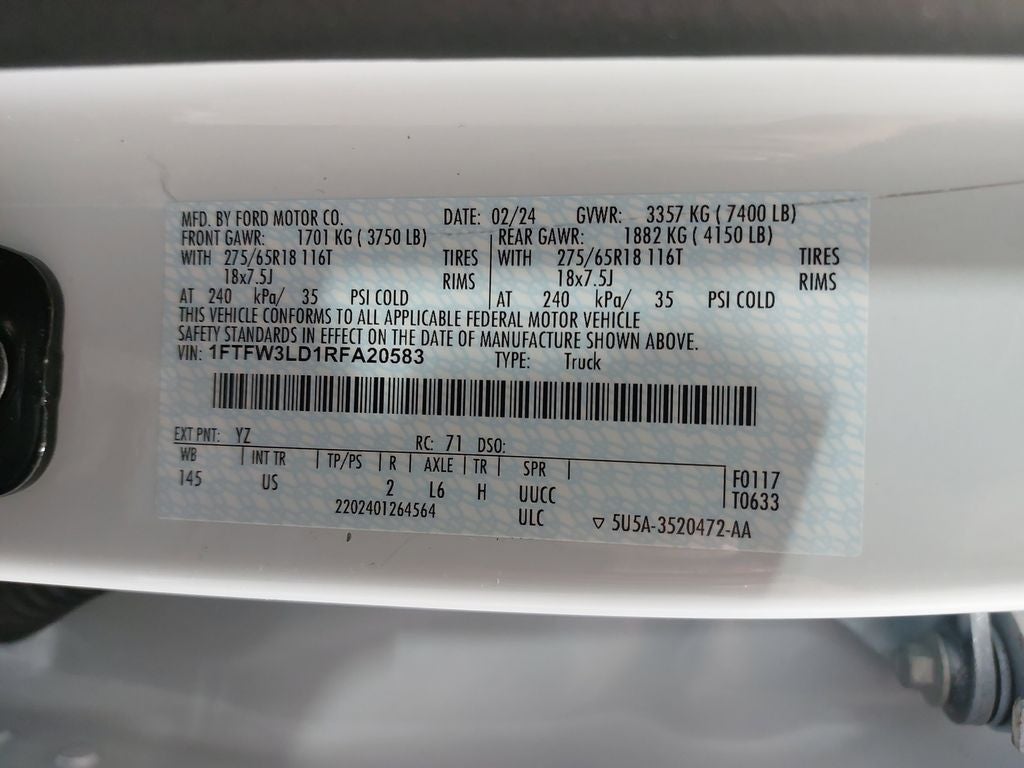 MFD. BY FORD MOTOR CO. DATE: 02/24 GVWR: 3357 KG ( 7400 LB)
FRONT GAWR: 1701 KG ( 3750 LB) REAR GAWR: 1882 KG ( 4150 LB)
WITH 275/65R18 116T TIRES WITH 275/65R18 116T TIRES
18x7.5J RIMS 18x7.5J RIMS
AT 240 kPa/ 35 PSI COLD AT 240 kPa/ 35 PSI COLD
THIS VEHICLE CONFORMS TO ALL APPLICABLE FEDERAL MOTOR VEHICLE
SAFETY STANDARDS IN EFFECT ON THE DATE OF MANUFACTURE SHOWN ABOVE.
VIN: 1FTFW3LD1RFA20583 TYPE: Truck
EXT PNT: YZ RC: 71 DSO:
WB INT TR TP/PS R AXLE TR SPR F0117
145 US 2 L6 H UUCC T0633
2202401264564 ULC 5U5A-3520472-AA